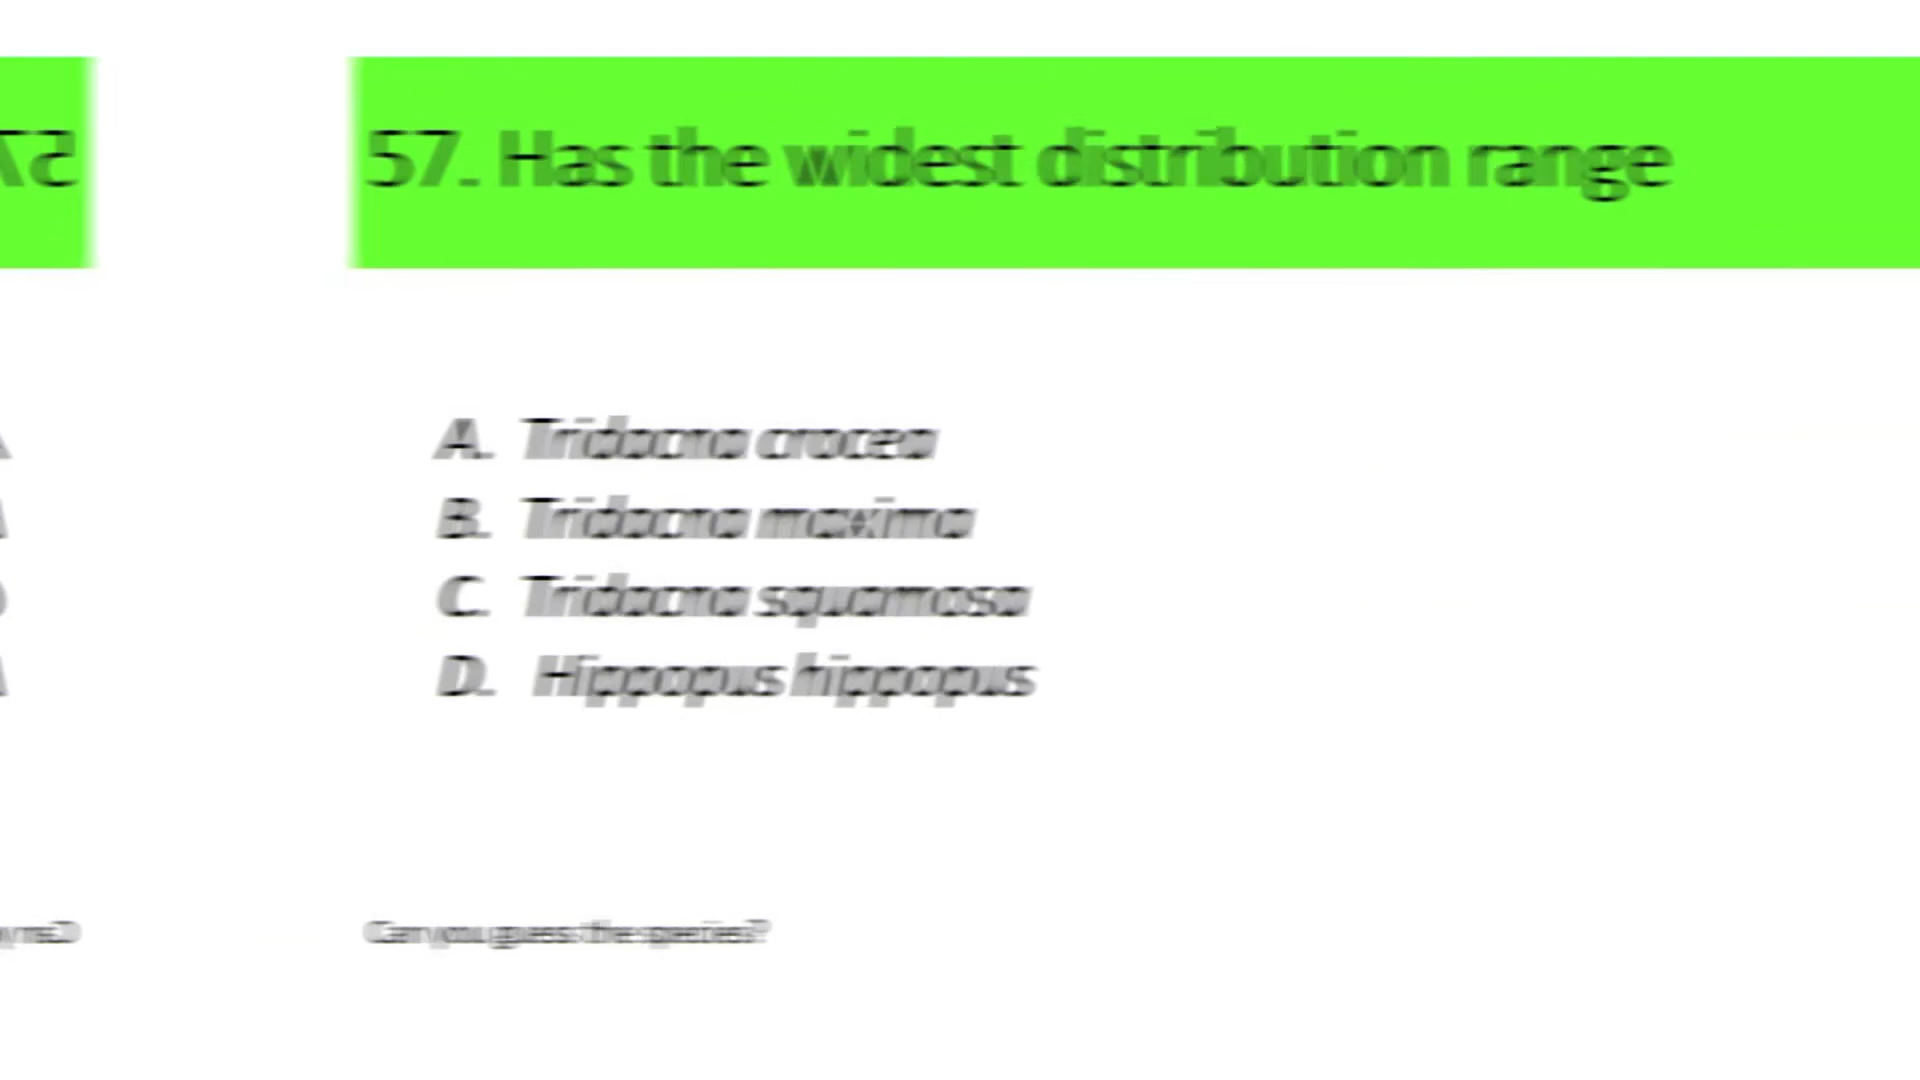 57. Has the widest distribution range
A. Tridacna crocea
B. Tridacna maxima
C. Tridacna squamosa
D. Hippopus hippopus
Can you guess the species?